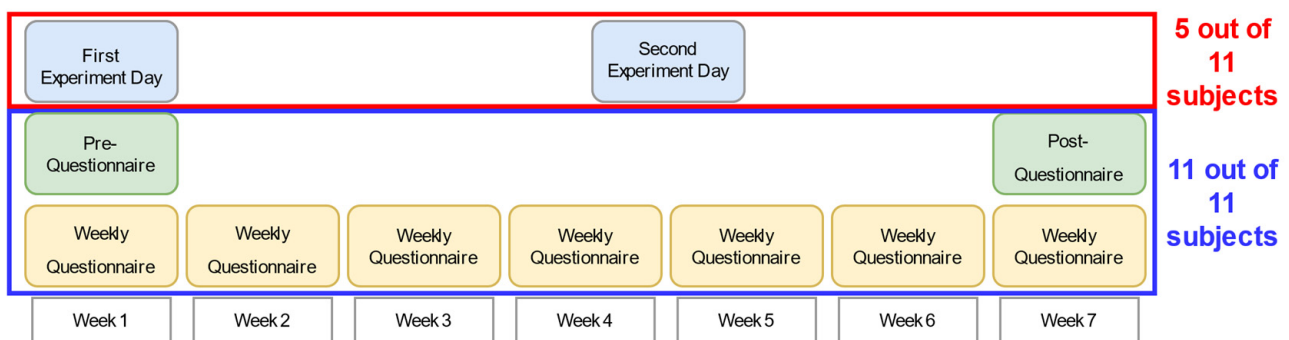 First
Experiment Day
Second
Experiment Day
5 out of
11
subjects
Pre-
Questionnaire
Post-
Questionnaire
11 out of
11
subjects
Weekly
Questionnaire
Weekly
Questionnaire
Weekly
Questionnaire
Weekly
Questionnaire
Weekly
Questionnaire
Weekly
Questionnaire
Weekly
Questionnaire
Week 1
Week 2
Week 3
Week 4
Week 5
Week 6
Week 7